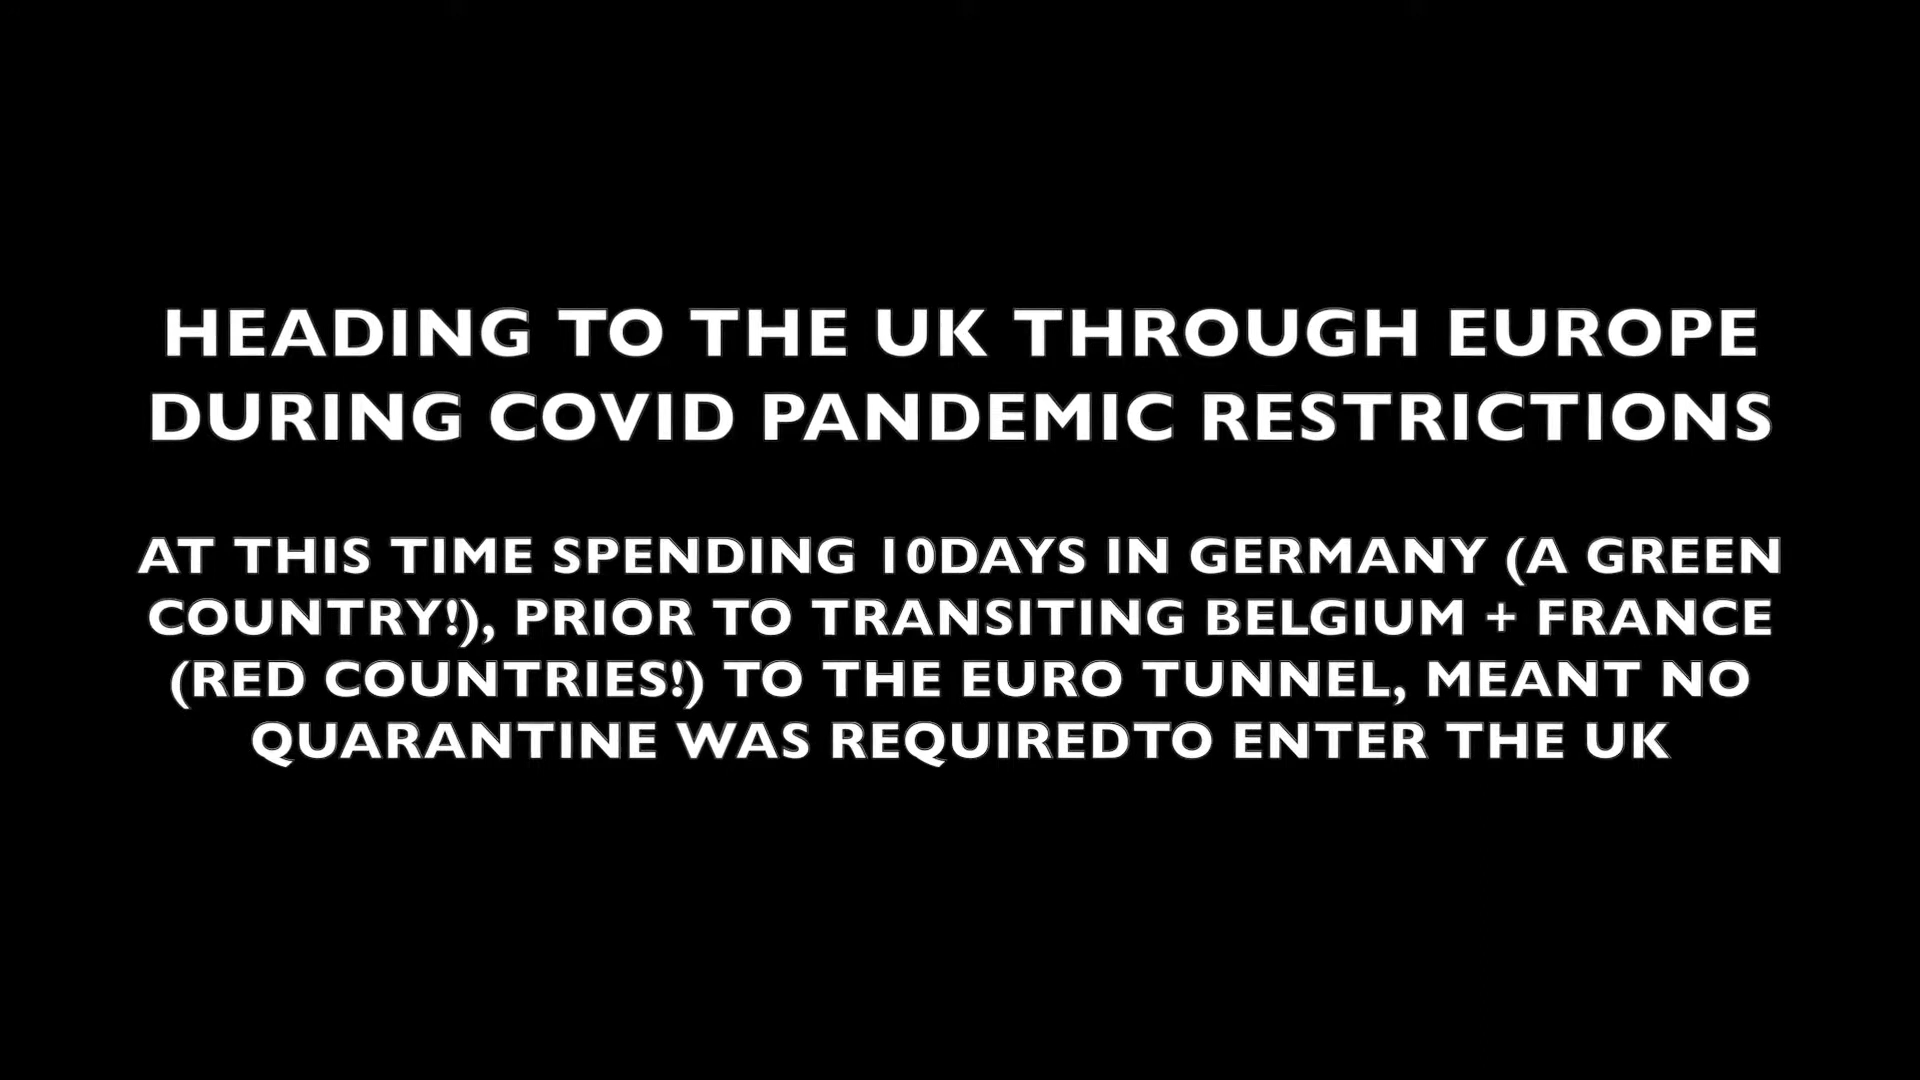 HEADING TO THE UK THROUGH EUROPE
DURING COVID PANDEMIC RESTRICTIONS
AT THIS TIME SPENDING 10DAYS IN GERMANY (A GREEN
COUNTRY!), PRIOR TO TRANSITING BELGIUM + FRANCE
(RED COUNTRIES!) TO THE EURO TUNNEL, MEANT NO
QUARANTINE WAS REQUIREDTO ENTER THE UK